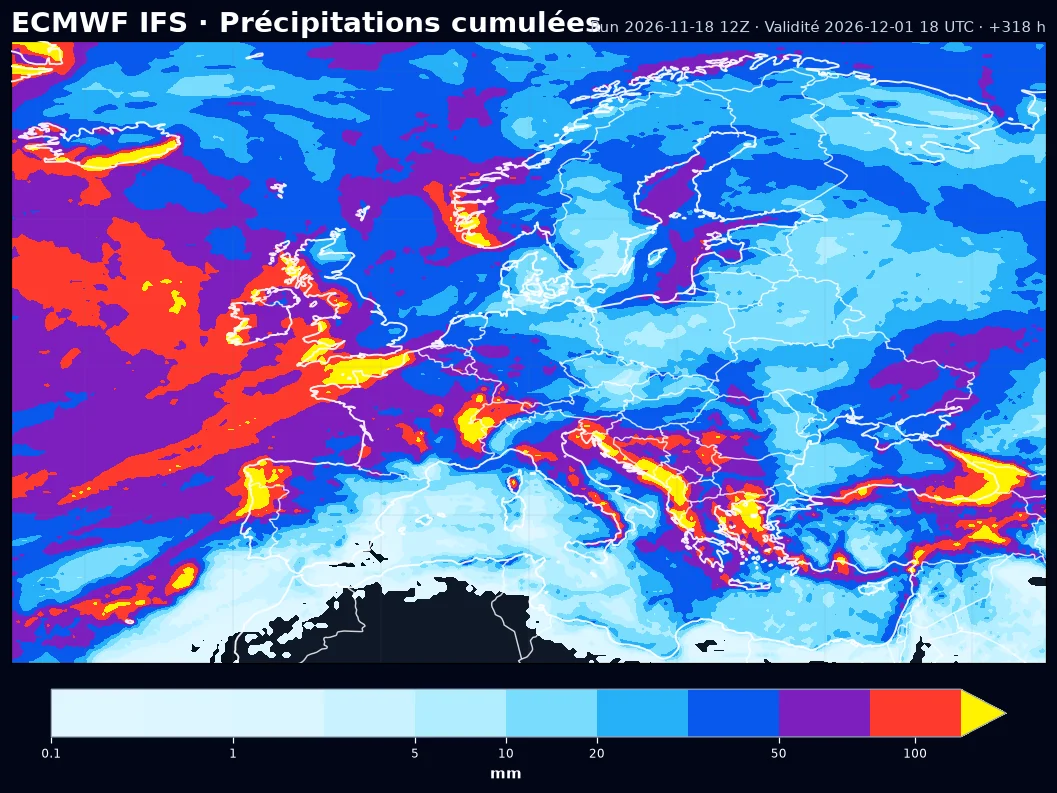 ECMWF IFS · Précipitations cumulées
Run 2026-11-18 12Z · Validité 2026-12-01 18 UTC · +318 h
0.1 1 5 10 20 50 100
mm